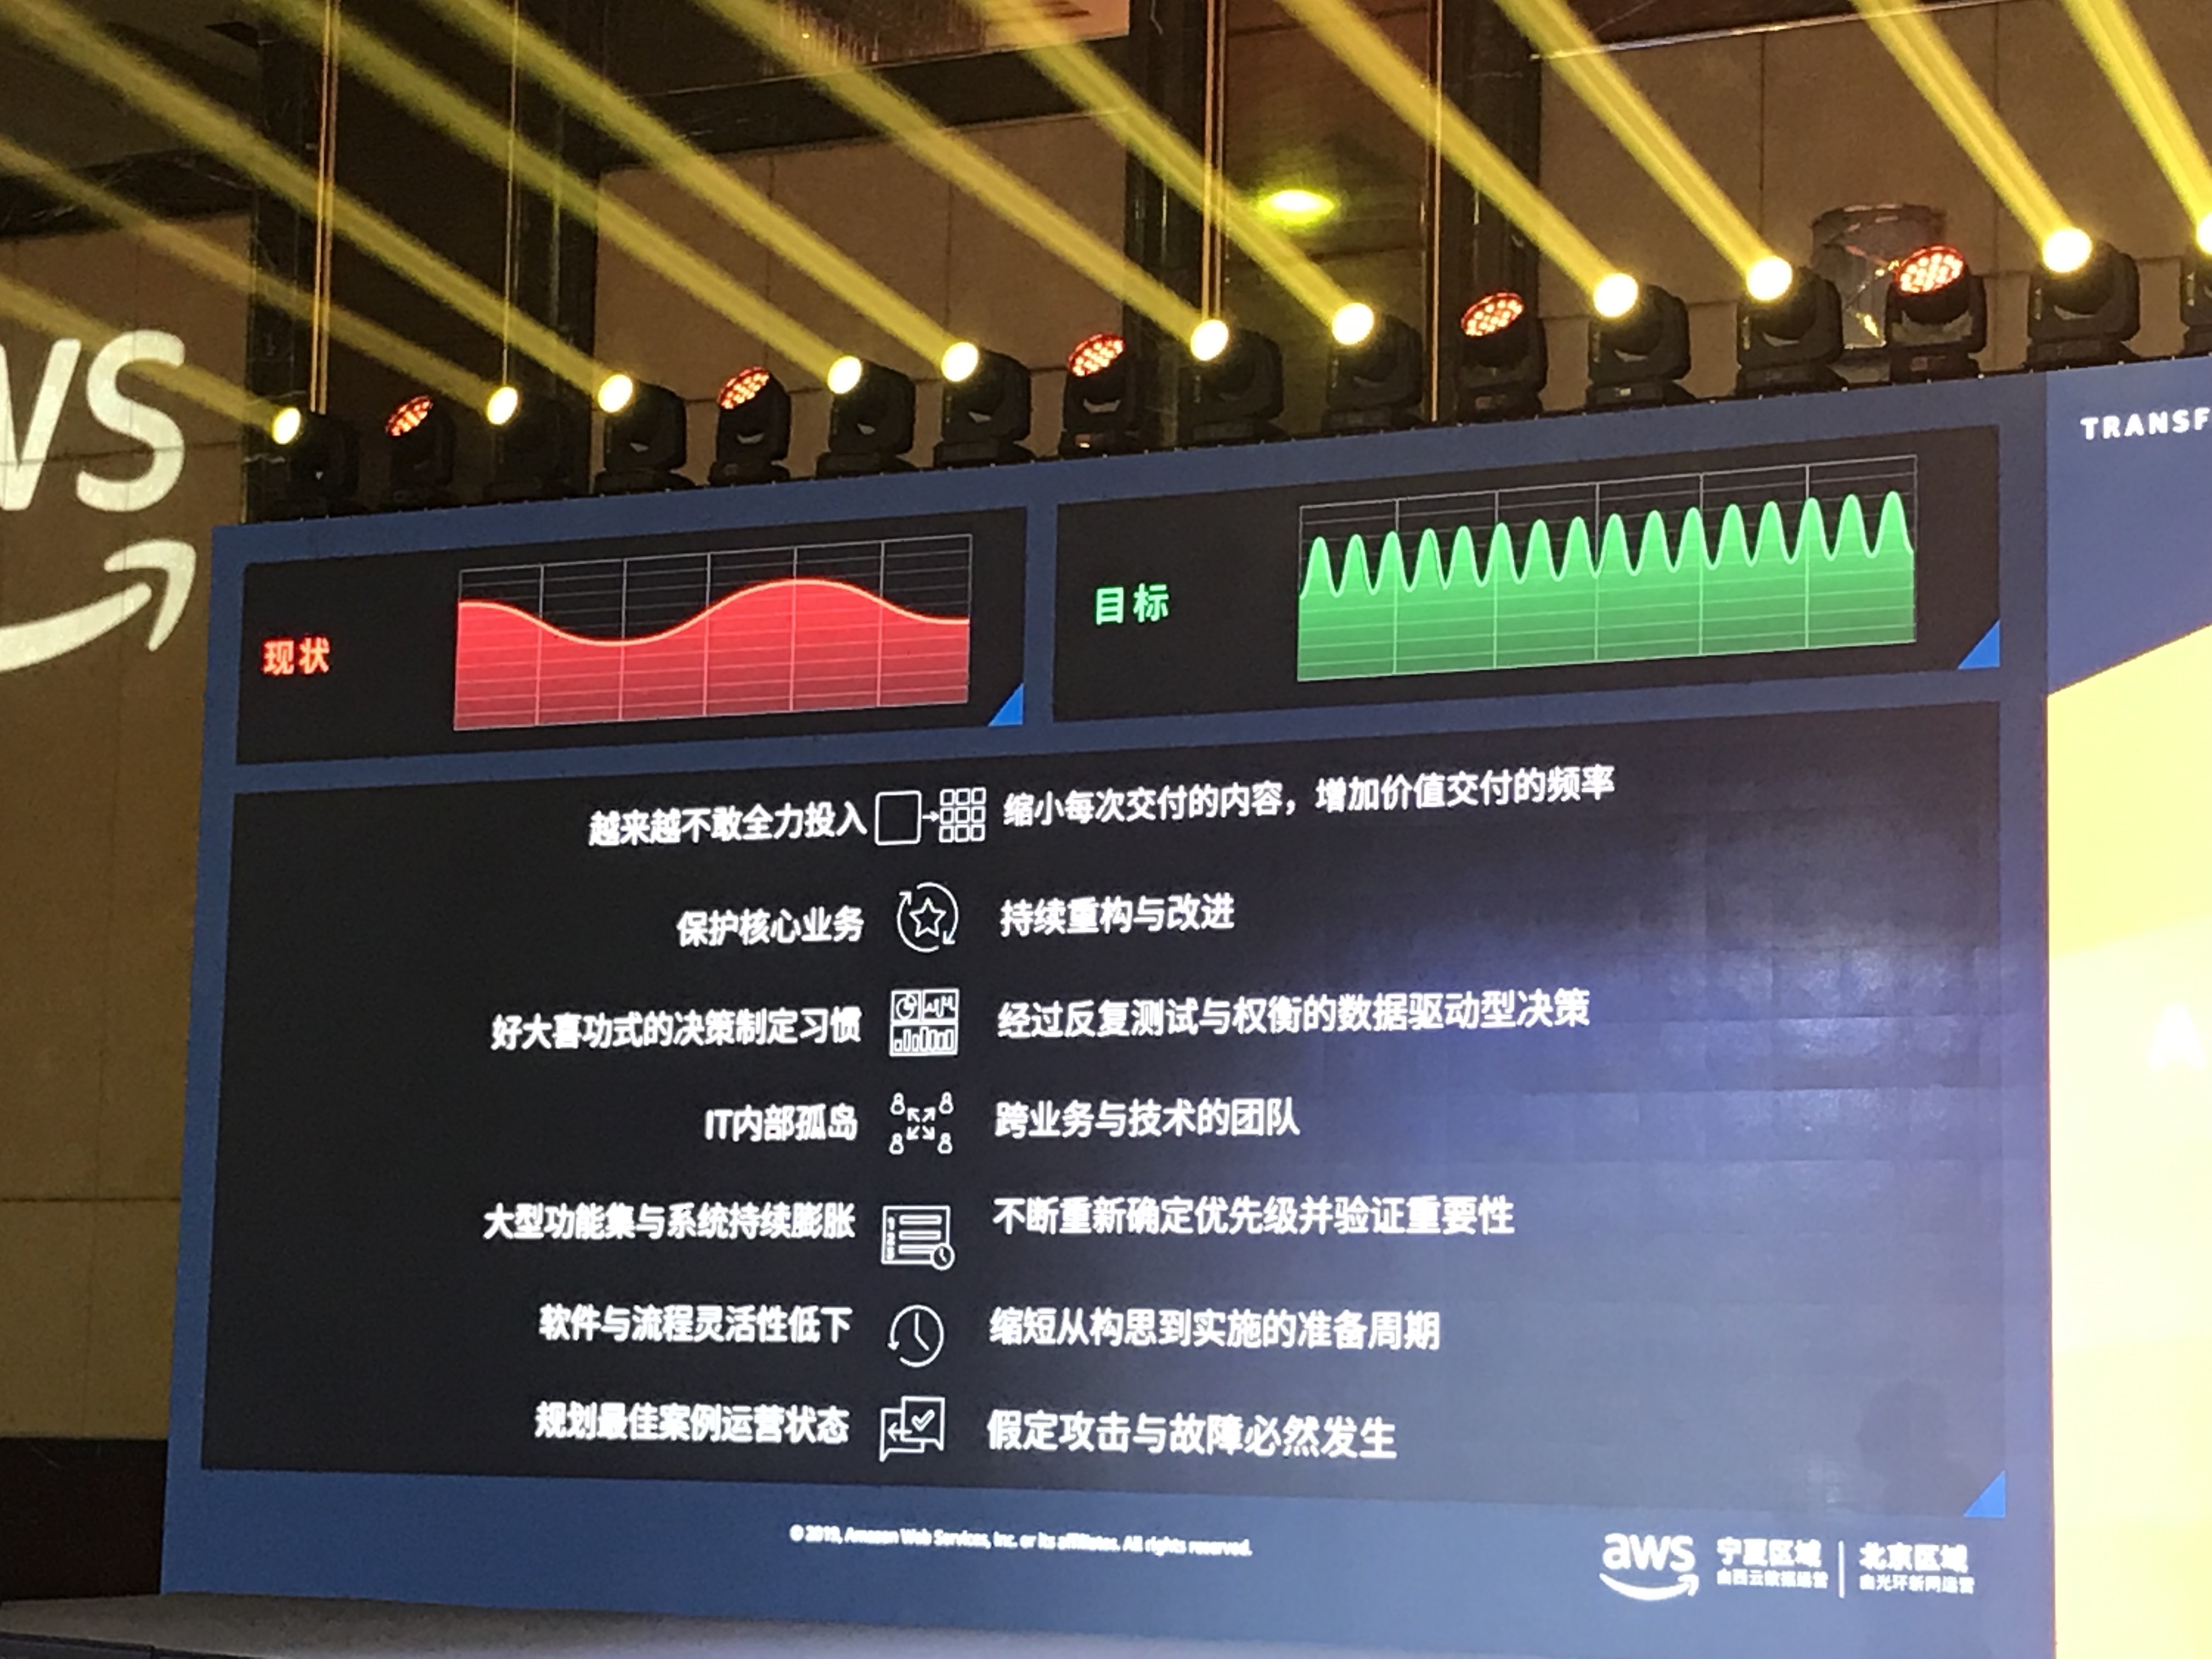 WS
TRANSF
现状
目标
越来越不敢全力投入 缩小每次交付的内容，增加价值交付的频率
保护核心业务 持续重构与改进
好大喜功式的决策制定习惯 经过反复测试与权衡的数据驱动型决策
IT内部孤岛 跨业务与技术的团队
大型功能集与系统持续膨胀 不断重新确定优先级并验证重要性
软件与流程灵活性低下 缩短从构思到实施的准备周期
规划最佳案例运营状态 假定攻击与故障必然发生
© 2019, Amazon Web Services, Inc. or its affiliates. All rights reserved.
aws 宁夏区域 | 北京区域
由西云数据运营 由光环新网运营